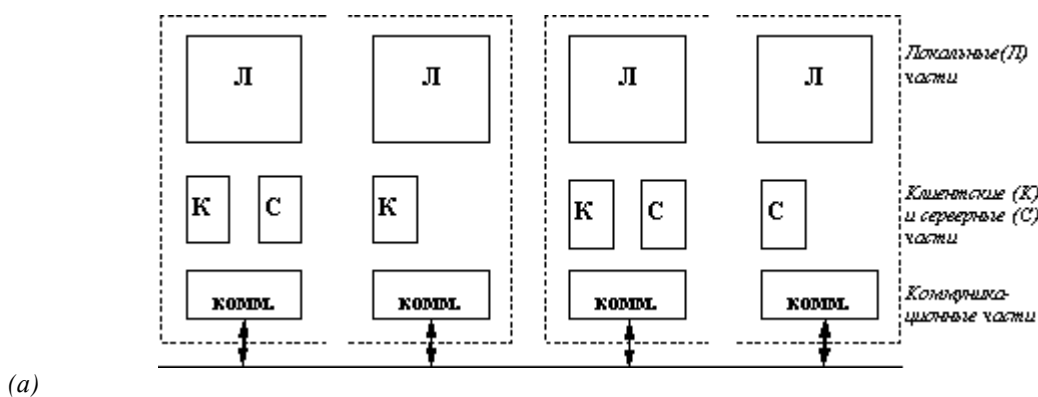 Л Л Л Л
Локальные (Л)
части
К С К К С С
Клиентские (К)
и серверные (С)
части
комм. комм. комм. комм.
Коммуника-
ционные части
(а)